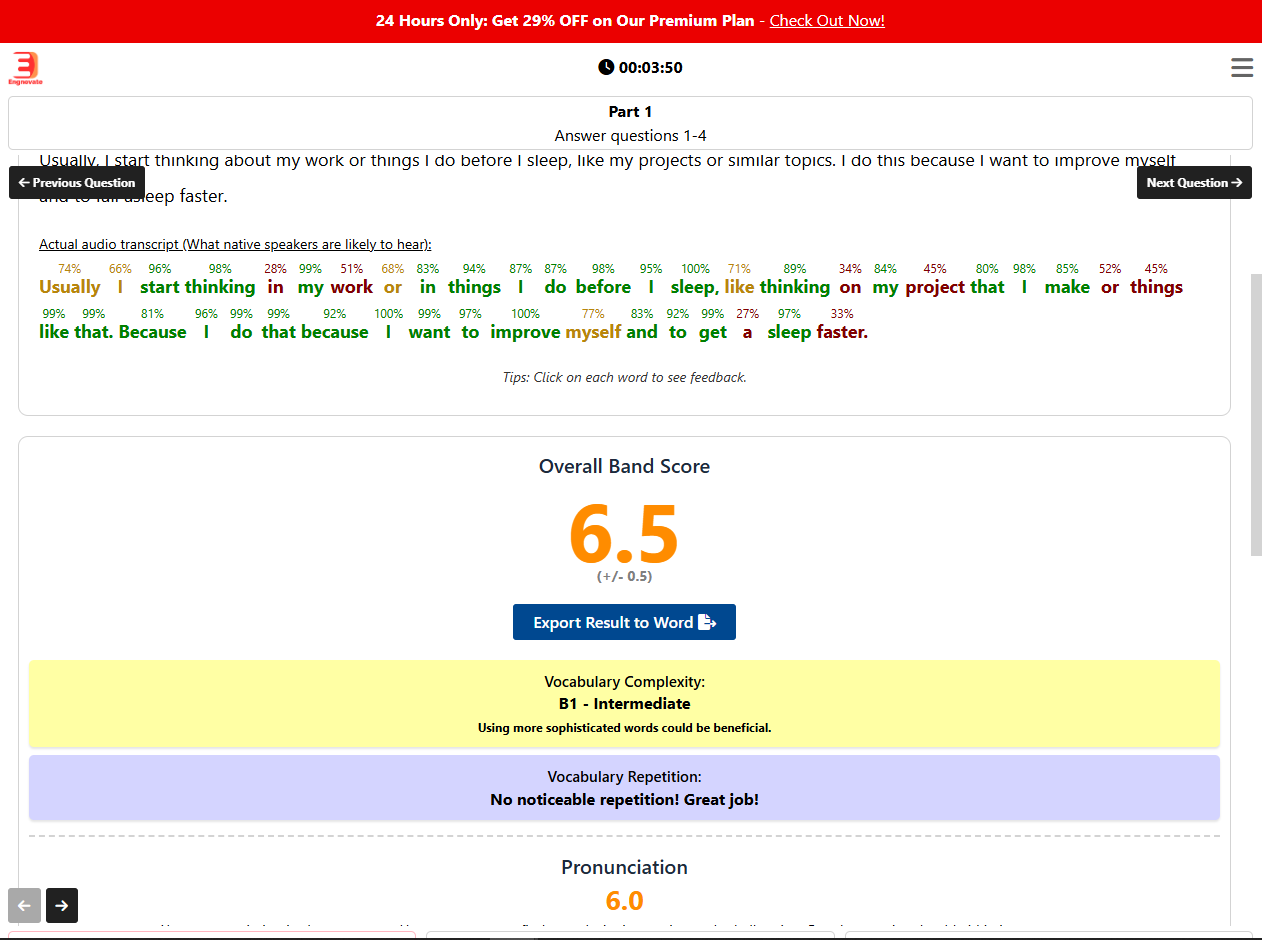 24 Hours Only: Get 29% OFF on Our Premium Plan - Check Out Now!
Engnovate
00:03:50
Part 1
Answer questions 1-4
Usually, I start thinking about my work or things I do before I sleep, like my projects or similar topics. I do this because I want to improve myself
← Previous Question
Next Question →
and to fall asleep faster.
Actual audio transcript (What native speakers are likely to hear):
74% 66% 96% 98% 28% 99% 51% 68% 83% 94% 87% 87% 98% 95% 100% 71% 89% 34% 84% 45% 80% 98% 85% 52% 45%
Usually I start thinking in my work or in things I do before I sleep, like thinking on my project that I make or things
99% 99% 81% 96% 99% 99% 92% 100% 99% 97% 100% 77% 83% 92% 99% 27% 97% 33%
like that. Because I do that because I want to improve myself and to get a sleep faster.
Tips: Click on each word to see feedback.
Overall Band Score
6.5
(+/- 0.5)
Export Result to Word
Vocabulary Complexity:
B1 - Intermediate
Using more sophisticated words could be beneficial.
Vocabulary Repetition:
No noticeable repetition! Great job!
Pronunciation
6.0
← →